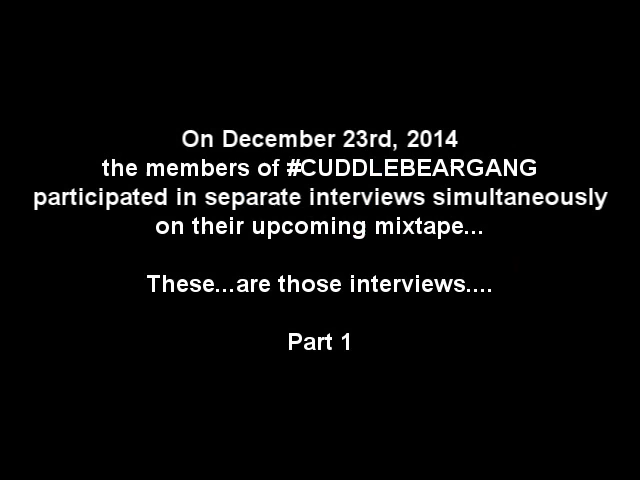 On December 23rd, 2014
the members of #CUDDLEBEARGANG
participated in separate interviews simultaneously
on their upcoming mixtape...
These...are those interviews....
Part 1